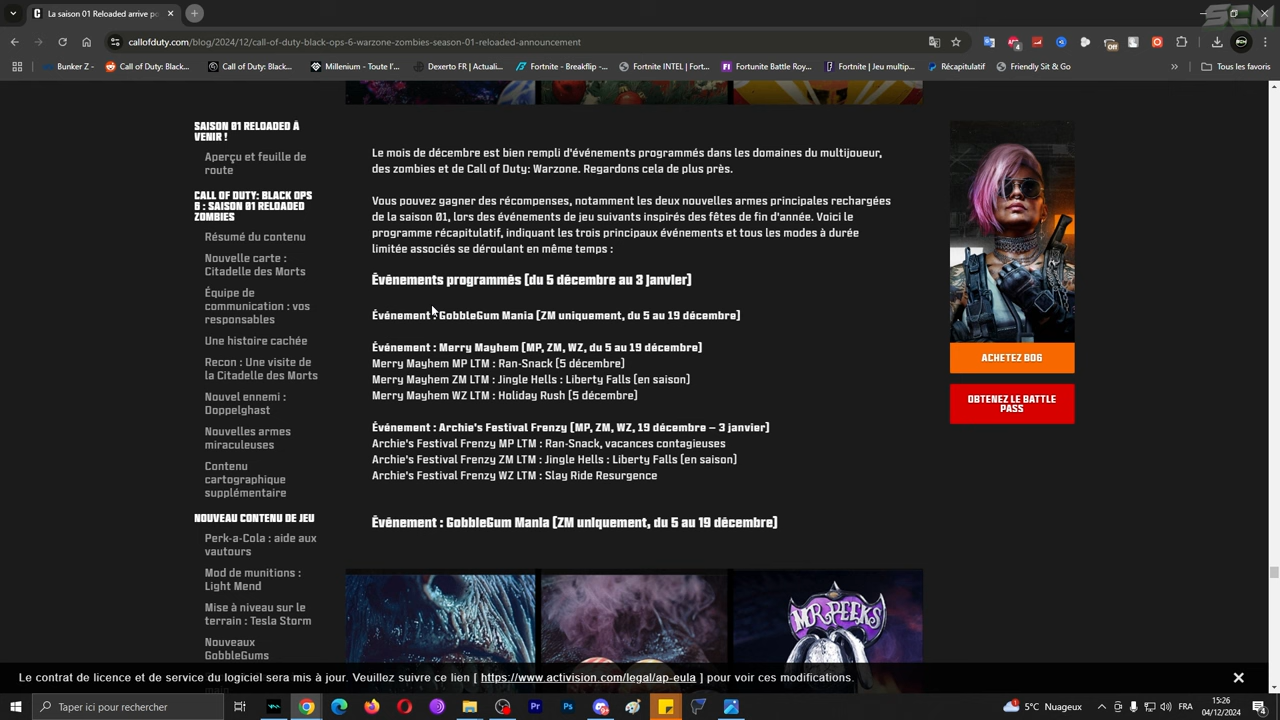 La saison 01 Reloaded arrive po
callofduty.com/blog/2024/12/call-of-duty-black-ops-6-warzone-zombies-season-01-reloaded-announcement
Bunker Z -
Call of Duty: Black...
Call of Duty: Blac...
Millenium - Toute l'...
Dexerto FR | Actuali...
Fortnite - Breakflip -...
Fortnite INTEL | Fort...
Fortunite Battle Roy...
Fortnite | Jeu multip...
Récapitulatif
Friendly Sit & Go
»
Tous les favoris
SAISON 01 RELOADED À
VENIR !
Aperçu et feuille de
route
CALL OF DUTY: BLACK OPS
6 : SAISON 01 RELOADED
ZOMBIES
Résumé du contenu
Nouvelle carte :
Citadelle des Morts
Équipe de
communication : vos
responsables
Une histoire cachée
Recon : Une visite de
la Citadelle des Morts
Nouvel ennemi :
Doppelghast
Nouvelles armes
miraculeuses
Contenu
cartographique
supplémentaire
NOUVEAU CONTENU DE JEU
Perk-a-Cola : aide aux
vautours
Mod de munitions :
Light Mend
Mise à niveau sur le
terrain : Tesla Storm
Nouveaux
GobbleGums
Le mois de décembre est bien rempli d'événements programmés dans les domaines du multijoueur,
des zombies et de Call of Duty: Warzone. Regardons cela de plus près.
Vous pouvez gagner des récompenses, notamment les deux nouvelles armes principales rechargées
de la saison 01, lors des événements de jeu suivants inspirés des fêtes de fin d'année. Voici le
programme récapitulatif, indiquant les trois principaux événements et tous les modes à durée
limitée associés se déroulant en même temps :
Événements programmés (du 5 décembre au 3 janvier)
Événement : GobbleGum Mania (ZM uniquement, du 5 au 19 décembre)
Événement : Merry Mayhem (MP, ZM, WZ, du 5 au 19 décembre)
Merry Mayhem MP LTM : Ran-Snack (5 décembre)
Merry Mayhem ZM LTM : Jingle Hells : Liberty Falls (en saison)
Merry Mayhem WZ LTM : Holiday Rush (5 décembre)
Événement : Archie's Festival Frenzy (MP, ZM, WZ, 19 décembre – 3 janvier)
Archie's Festival Frenzy MP LTM : Ran-Snack, vacances contagieuses
Archie's Festival Frenzy ZM LTM : Jingle Hells : Liberty Falls (en saison)
Archie's Festival Frenzy WZ LTM : Slay Ride Resurgence
Événement : GobbleGum Mania (ZM uniquement, du 5 au 19 décembre)
MR PEEKS
ACHETEZ BO6
OBTENEZ LE BATTLE
PASS
Le contrat de licence et de service du logiciel sera mis à jour. Veuillez suivre ce lien [ https://www.activision.com/legal/ap-eula ] pour voir ces modifications.
Taper ici pour rechercher
5°C Nuageux
FRA
15:26
04/12/2024